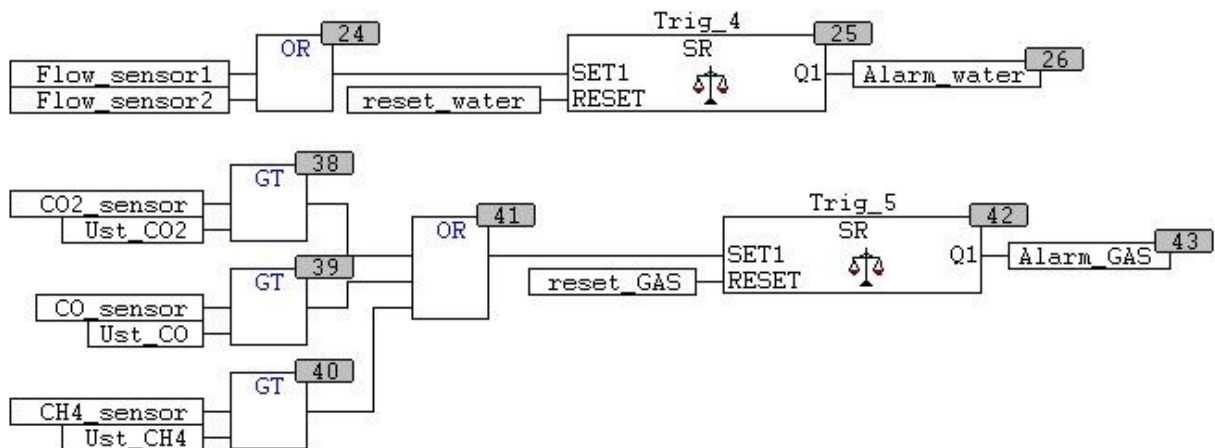 Trig_4
24
25
OR
SR
26
Flow_sensor1
SET1
Q1
Alarm_water
Flow_sensor2
reset_water
RESET
38
GT
CO2_sensor
Trig_5
Ust_CO2
41
42
OR
SR
43
39
SET1
Q1
Alarm_GAS
GT
reset_GAS
RESET
CO_sensor
Ust_CO
40
GT
CH4_sensor
Ust_CH4